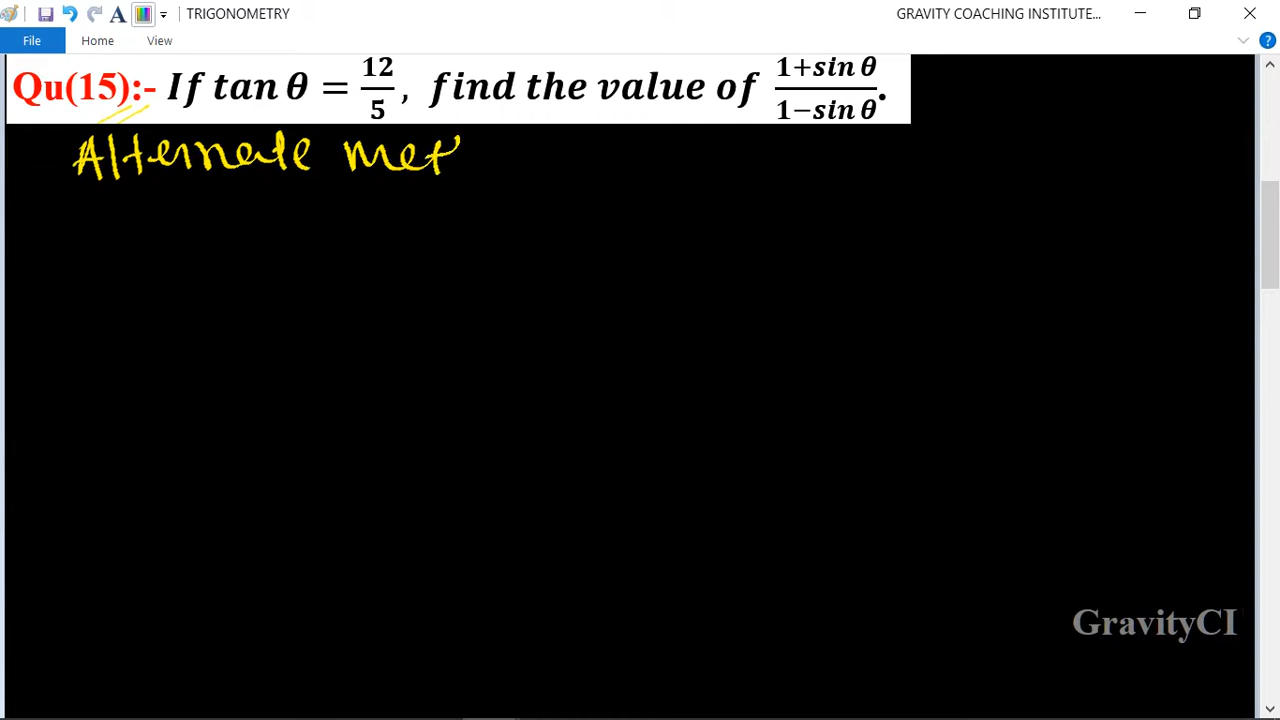 TRIGONOMETRY
GRAVITY COACHING INSTITUTE...
File Home View
Qu(15):- If tan θ = 12/5, find the value of 1+sin θ/1−sin θ.
Alternate met
GravityCI